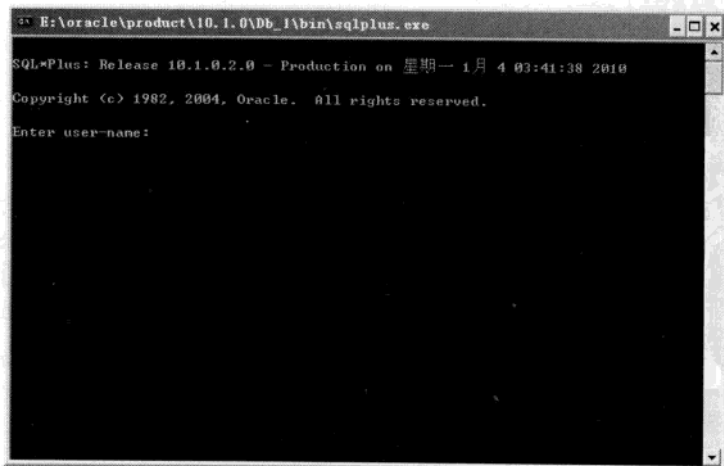 E:\oracle\product\10.1.0\Db_1\bin\sqlplus.exe
SQL*Plus: Release 10.1.0.2.0 - Production on 星期一 1月 4 03:41:38 2010
Copyright (c) 1982, 2004, Oracle.  All rights reserved.
Enter user-name: